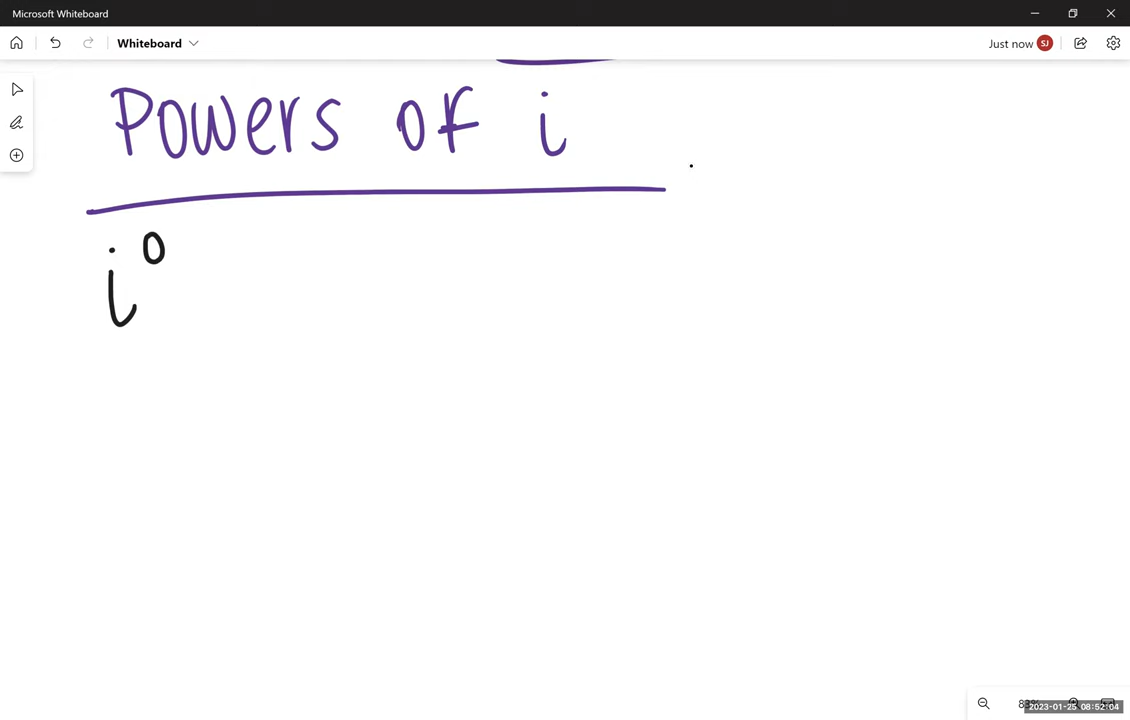 Microsoft Whiteboard
Whiteboard
Just now SJ
Powers of i
i⁰
2023-01-25 08:52:04